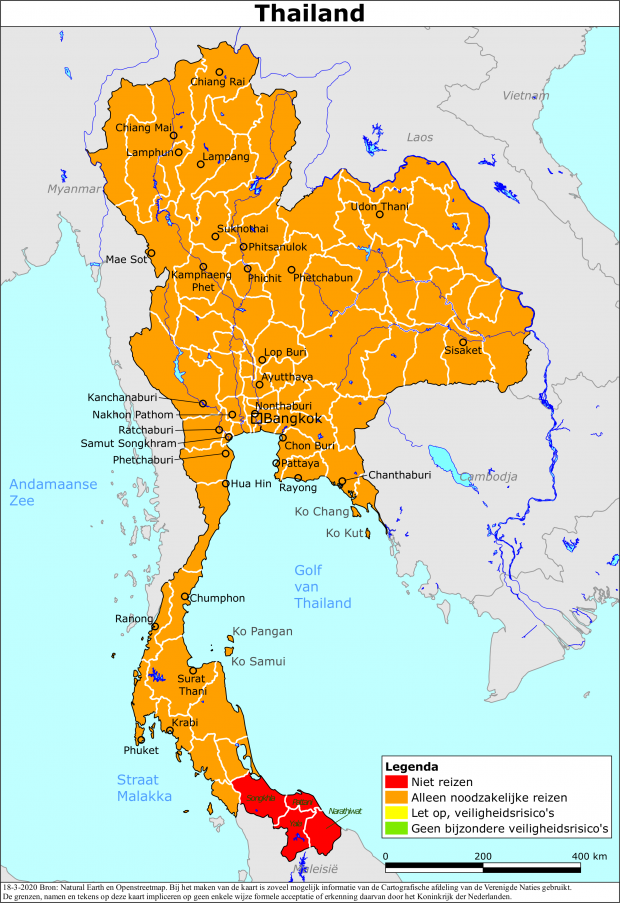 Thailand
Chiang Rai
Vietnam
Chiang Mai
Laos
Lamphun
Lampang
Myanmar
Udon Thani
Sukhothai
Phitsanulok
Mae Sot
Kamphaeng
Phet
Phichit
Phetchabun
Sisaket
Lop Buri
Ayutthaya
Kanchanaburi
Nonthaburi
Nakhon Pathom
Bangkok
Ratchaburi
Samut Songkhram
Chon Buri
Phetchaburi
Pattaya
Chanthaburi
Cambodja
Andamaanse
Zee
Hua Hin
Rayong
Ko Chang
Ko Kut
Golf
van
Thailand
Chumphon
Ranong
Ko Pangan
Ko Samui
Surat
Thani
Krabi
Phuket
Straat
Malakka
Songkhla
Pattani
Narathiwat
Yala
Maleisië
Legenda
Niet reizen
Alleen noodzakelijke reizen
Let op, veiligheidsrisico's
Geen bijzondere veiligheidsrisico's
0 200 400 km
18-3-2020 Bron: Natural Earth en Openstreetmap. Bij het maken van de kaart is zoveel mogelijk informatie van de Cartografische afdeling van de Verenigde Naties gebruikt.
De grenzen, namen en tekens op deze kaart impliceren op geen enkele wijze formele acceptatie of erkenning daarvan door het Koninkrijk der Nederlanden.